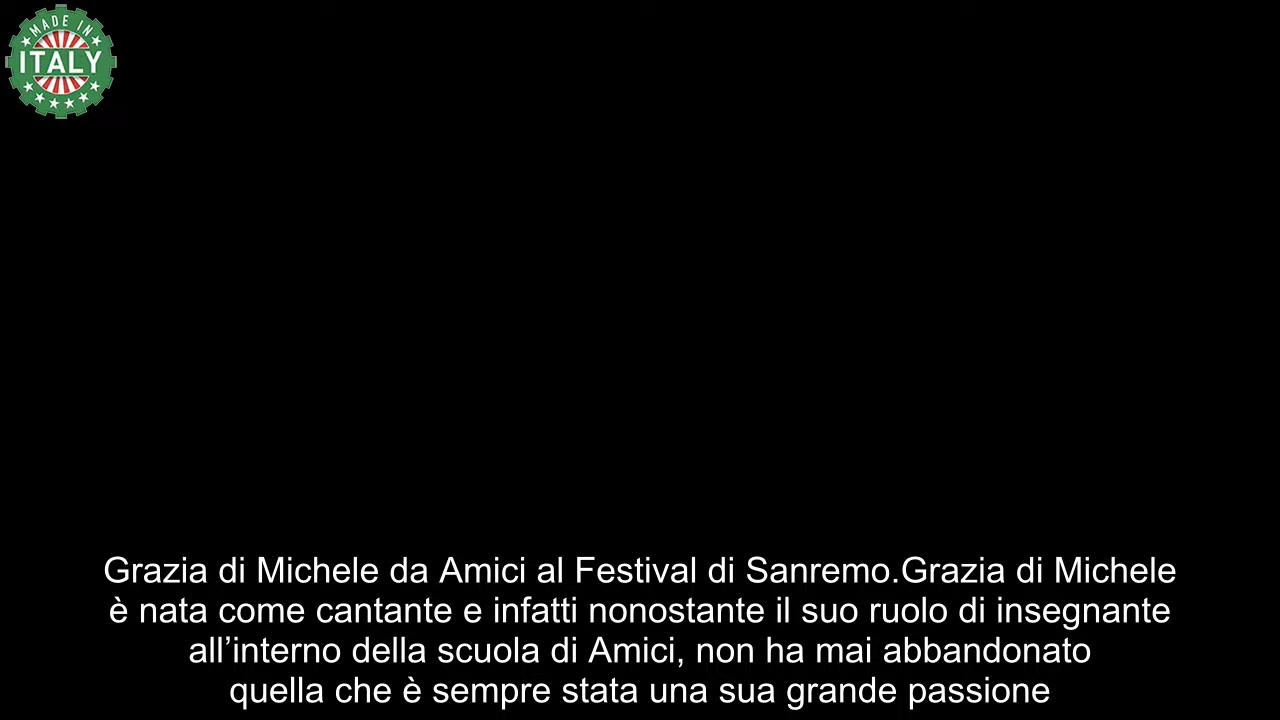 MADE IN
ITALY
Grazia di Michele da Amici al Festival di Sanremo.Grazia di Michele
è nata come cantante e infatti nonostante il suo ruolo di insegnante
all’interno della scuola di Amici, non ha mai abbandonato
quella che è sempre stata una sua grande passione